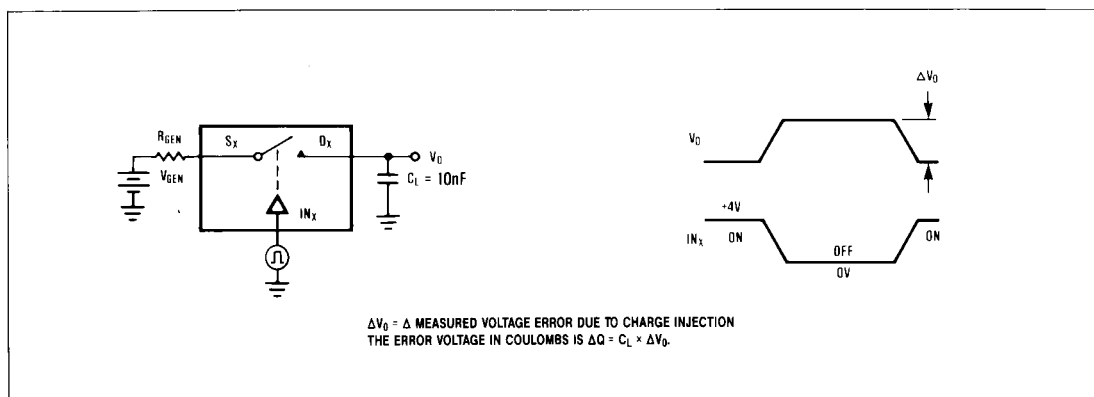 R_GEN
V_GEN
S_X
D_X
IN_X
V_O
C_L = 10nF
ΔV_O
V_O
+4V
IN_X
ON
OFF
0V
ON
ΔV_O = Δ MEASURED VOLTAGE ERROR DUE TO CHARGE INJECTION
THE ERROR VOLTAGE IN COULOMBS IS ΔQ = C_L × ΔV_O.